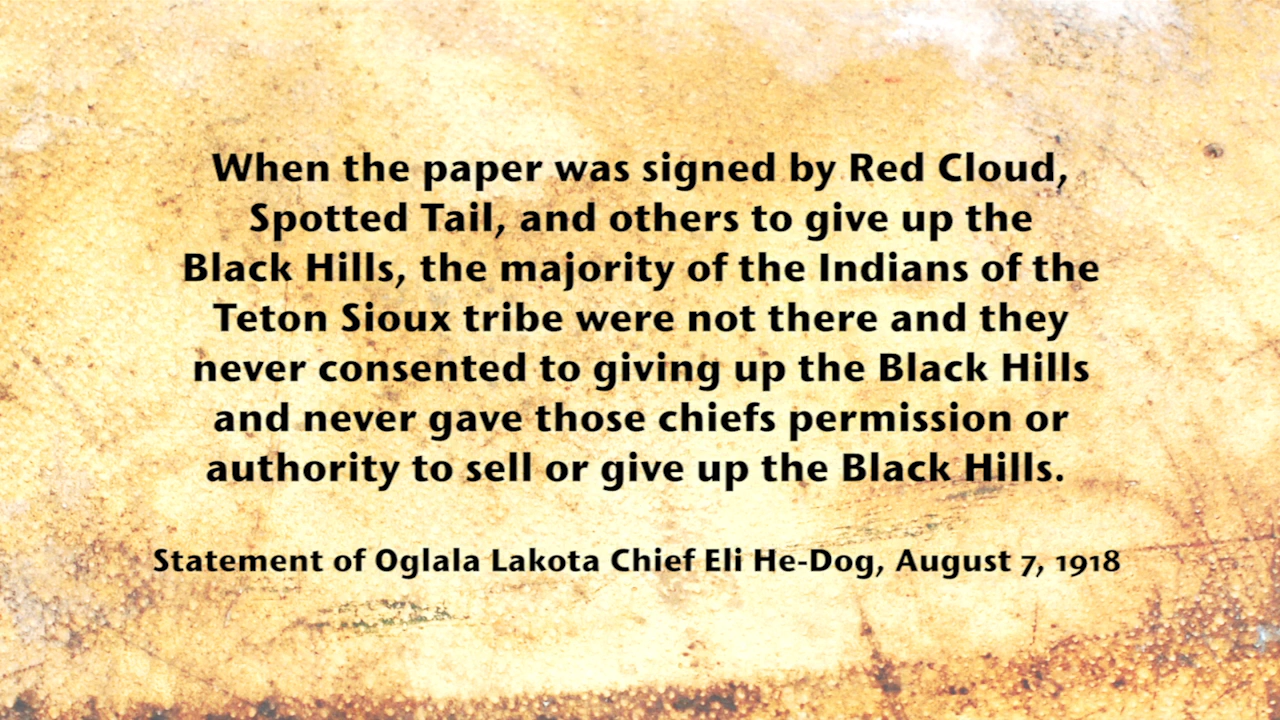 When the paper was signed by Red Cloud,
Spotted Tail, and others to give up the
Black Hills, the majority of the Indians of the
Teton Sioux tribe were not there and they
never consented to giving up the Black Hills
and never gave those chiefs permission or
authority to sell or give up the Black Hills.
Statement of Oglala Lakota Chief Eli He-Dog, August 7, 1918